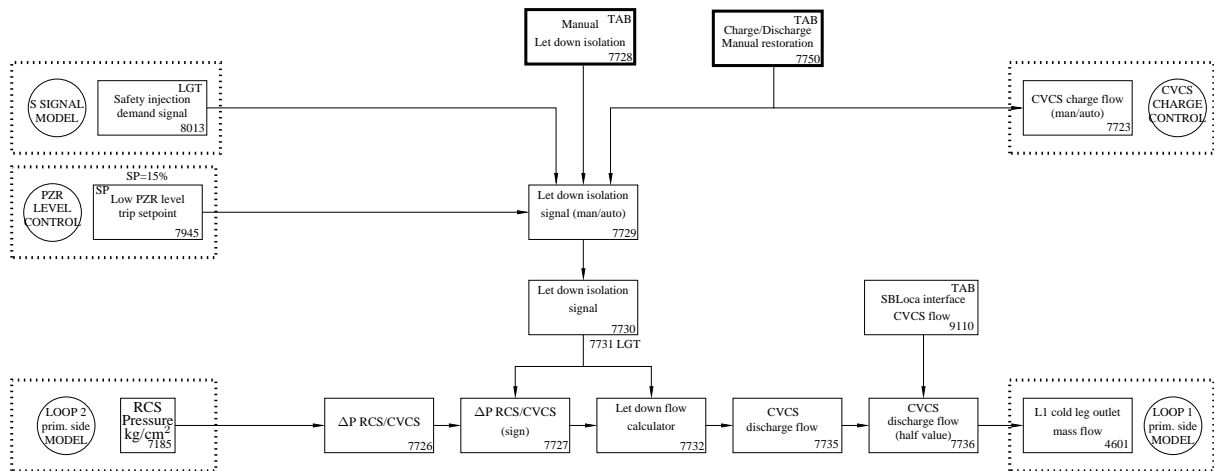 Manual TAB
Let down isolation
7728
TAB
Charge/Discharge
Manual restoration
7750
S SIGNAL
MODEL
LGT
Safety injection
demand signal
8013
CVCS charge flow
(man/auto)
7723
CVCS
CHARGE
CONTROL
PZR
LEVEL
CONTROL
SP=15%
SP
Low PZR level
trip setpoint
7945
Let down isolation
signal (man/auto)
7729
Let down isolation
signal
7730
7731 LGT
TAB
SBLoca interface
CVCS flow
9110
LOOP 2
prim. side
MODEL
RCS
Pressure
kg/cm²
7185
ΔP RCS/CVCS
7726
ΔP RCS/CVCS
(sign)
7727
Let down flow
calculator
7732
CVCS
discharge flow
7735
CVCS
discharge flow
(half value)
7736
L1 cold leg outlet
mass flow
4601
LOOP 1
prim. side
MODEL